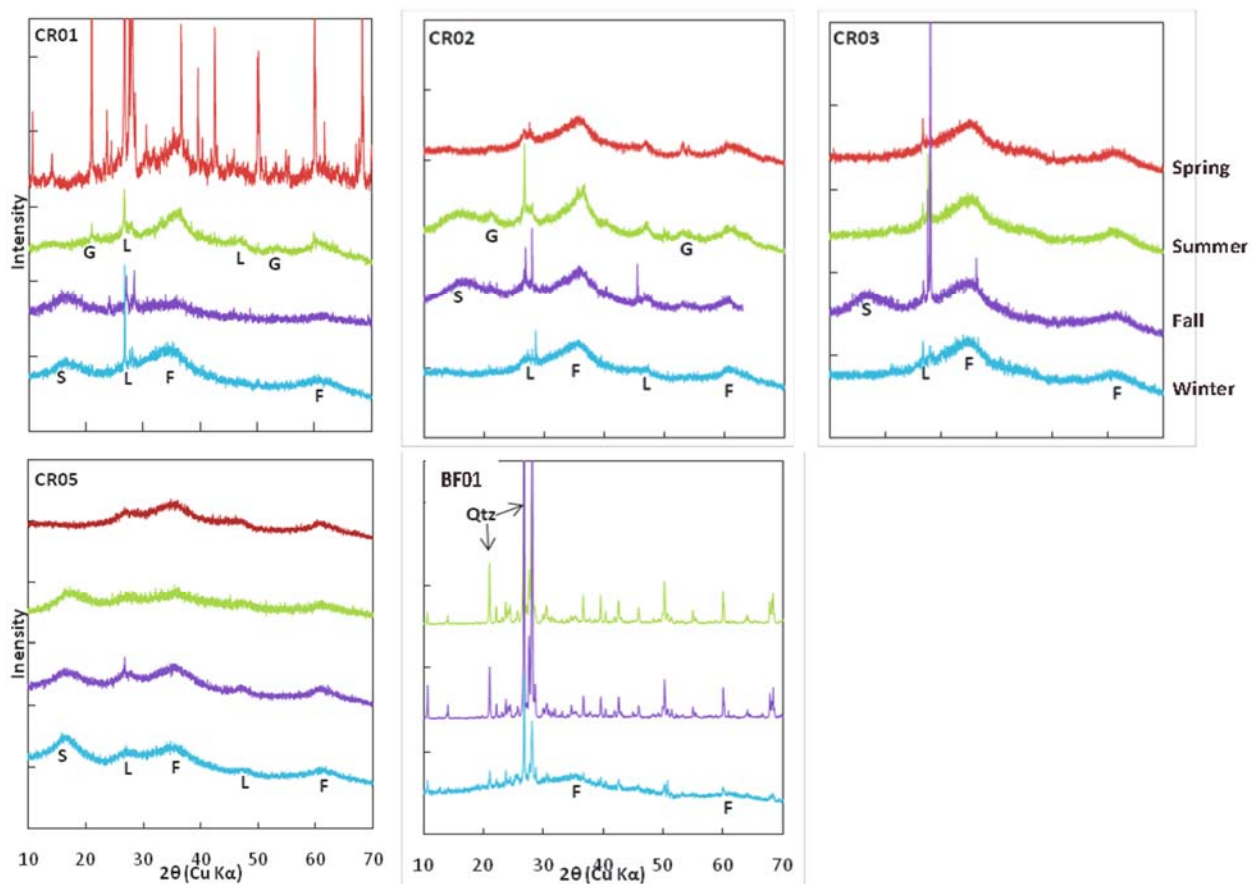 CR01
CR02
CR03
Intensity
G
L
L
G
S
L
F
F
G
G
S
L
F
L
F
S
L
F
F
Spring
Summer
Fall
Winter
CR05
BF01
Qtz
Inensity
S
L
F
L
F
F
F
10 20 30 40 50 60 70
2θ (Cu Kα)
10 20 30 40 50 60 70
2θ (Cu Kα)